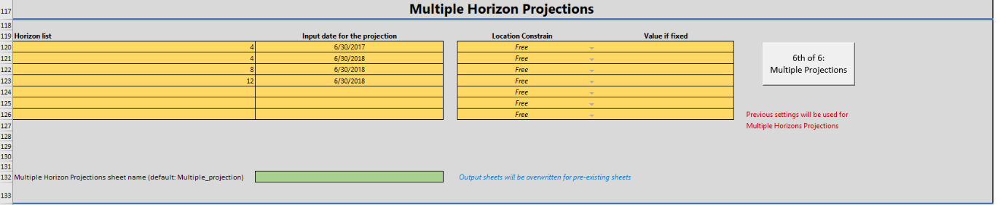 117 Multiple Horizon Projections
118
119 Horizon list Input date for the projection Location Constrain Value if fixed
120 4 6/30/2017 Free
121 4 6/30/2018 Free
122 8 6/30/2018 Free
123 12 6/30/2018 Free
124 Free
125 Free
126 Free
6th of 6:
Multiple Projections
Previous settings will be used for
Multiple Horizons Projections
127
128
129
130
131
132 Multiple Horizon Projections sheet name (default: Multiple_projection) Output sheets will be overwritten for pre-existing sheets
133